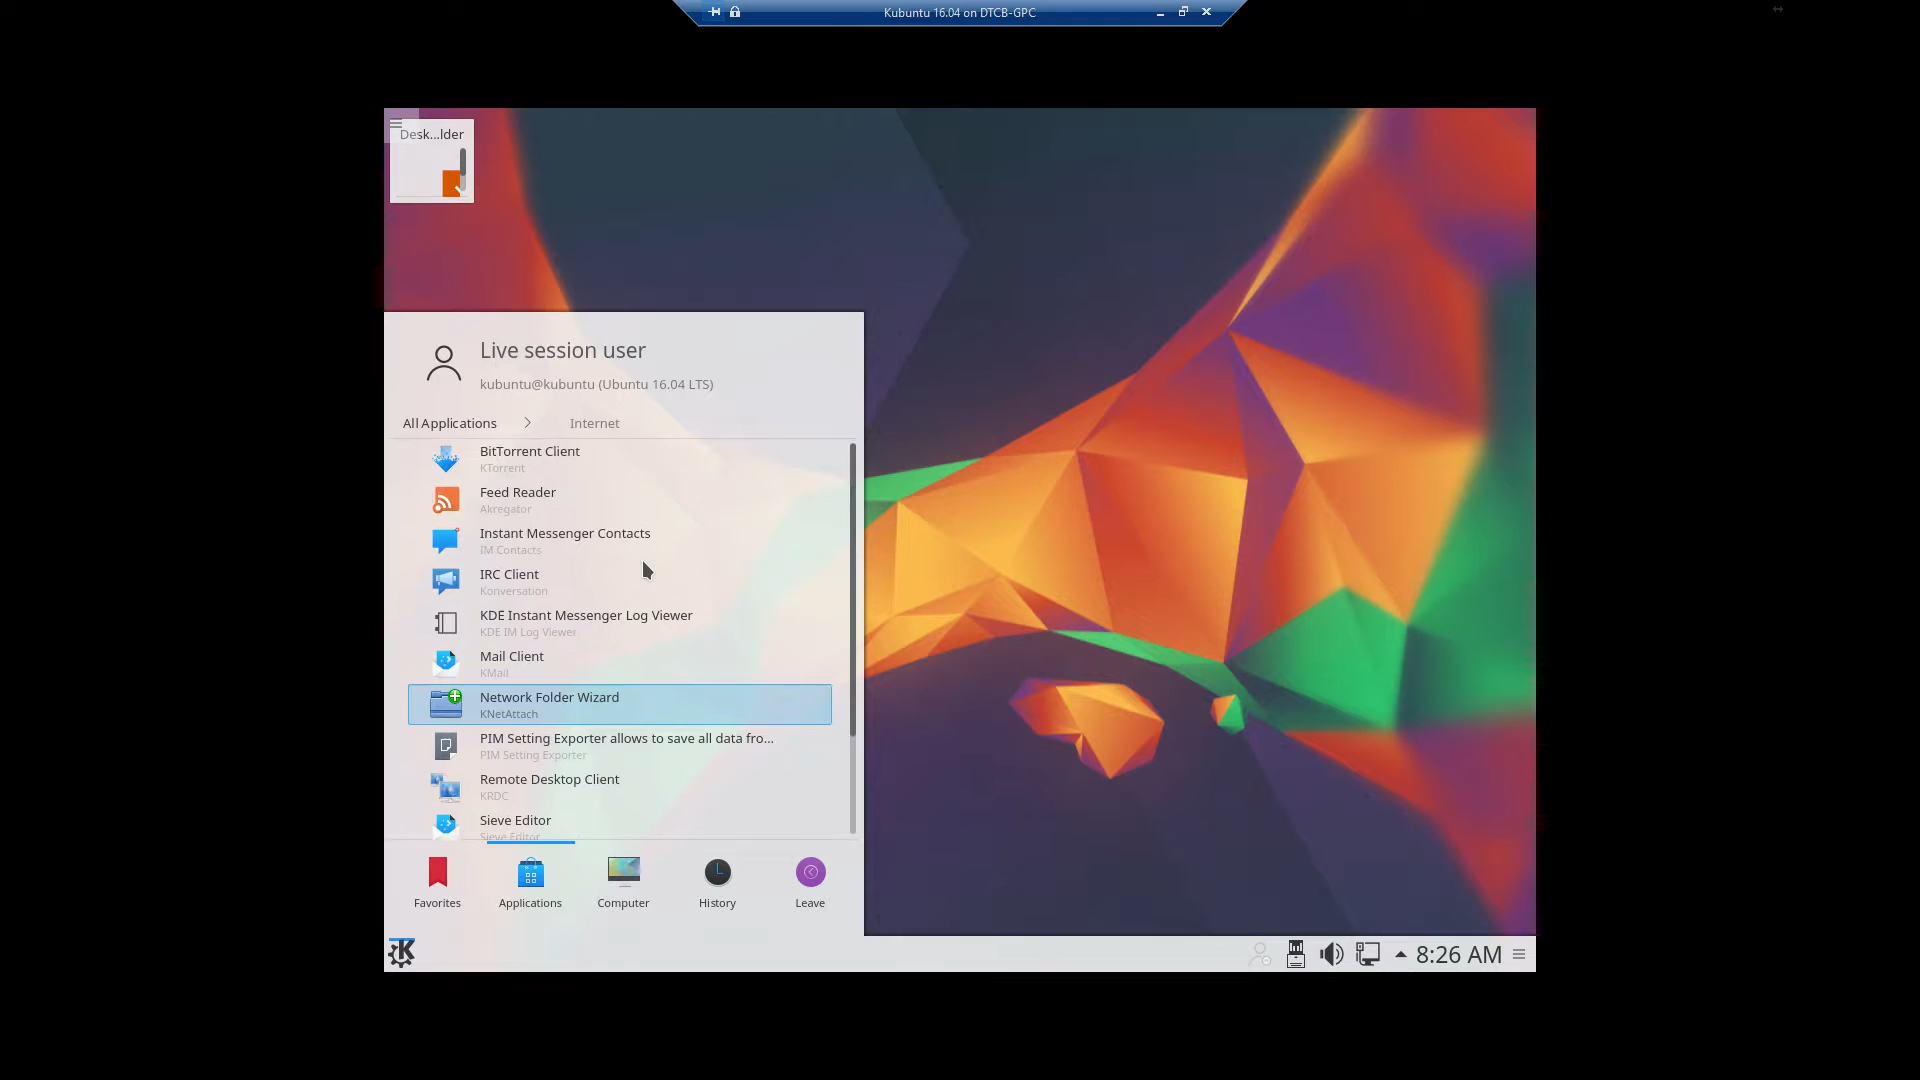 Kubuntu 16.04 on DTCB-GPC
Desk...lder
Live session user
kubuntu@kubuntu (Ubuntu 16.04 LTS)
All Applications > Internet
BitTorrent Client
KTorrent
Feed Reader
Akregator
Instant Messenger Contacts
IM Contacts
IRC Client
Konversation
KDE Instant Messenger Log Viewer
KDE IM Log Viewer
Mail Client
KMail
Network Folder Wizard
KNetAttach
PIM Setting Exporter allows to save all data fro...
PIM Setting Exporter
Remote Desktop Client
KRDC
Sieve Editor
Sieve Editor
Favorites Applications Computer History Leave
8:26 AM